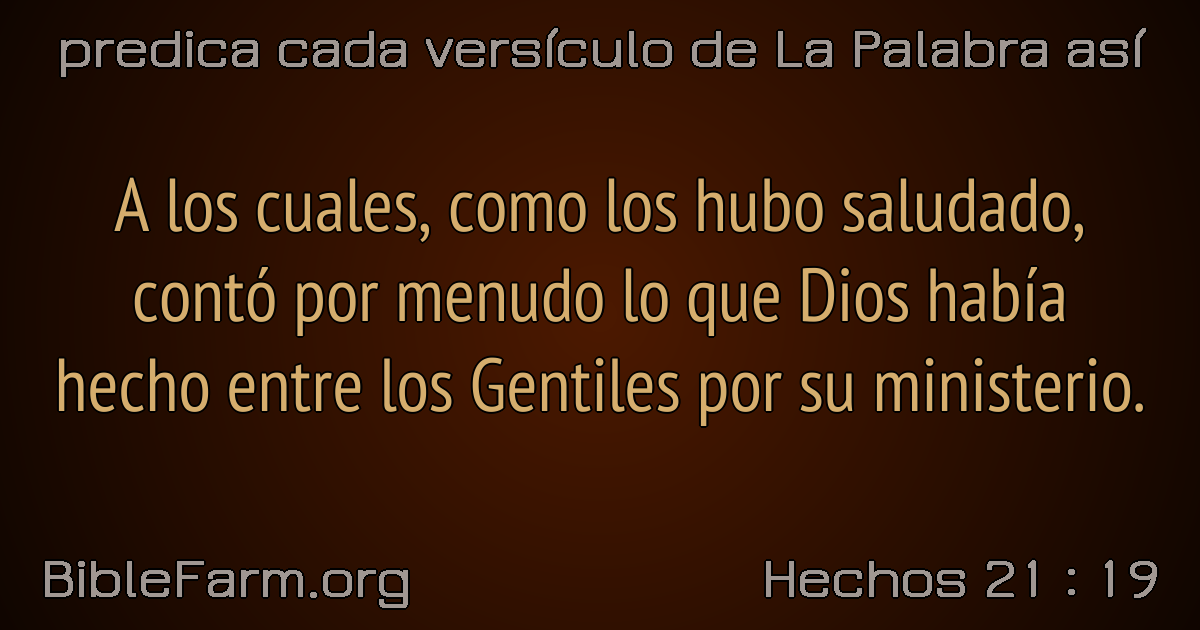 predica cada versículo de La Palabra así
A los cuales, como los hubo saludado,
contó por menudo lo que Dios había
hecho entre los Gentiles por su ministerio.
BibleFarm.org
Hechos 21 : 19